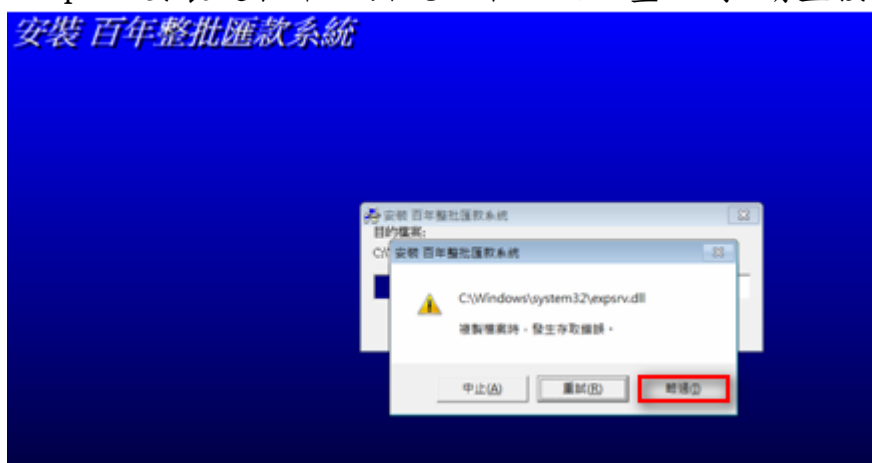 安裝 百年整批匯款系統
安裝 百年整批匯款系統
目的檔案:
安裝 百年整批匯款系統
C:\Windows\system32\expsrv.dll
複製檔案時，發生存取錯誤。
中止(A)
重試(R)
略過(I)